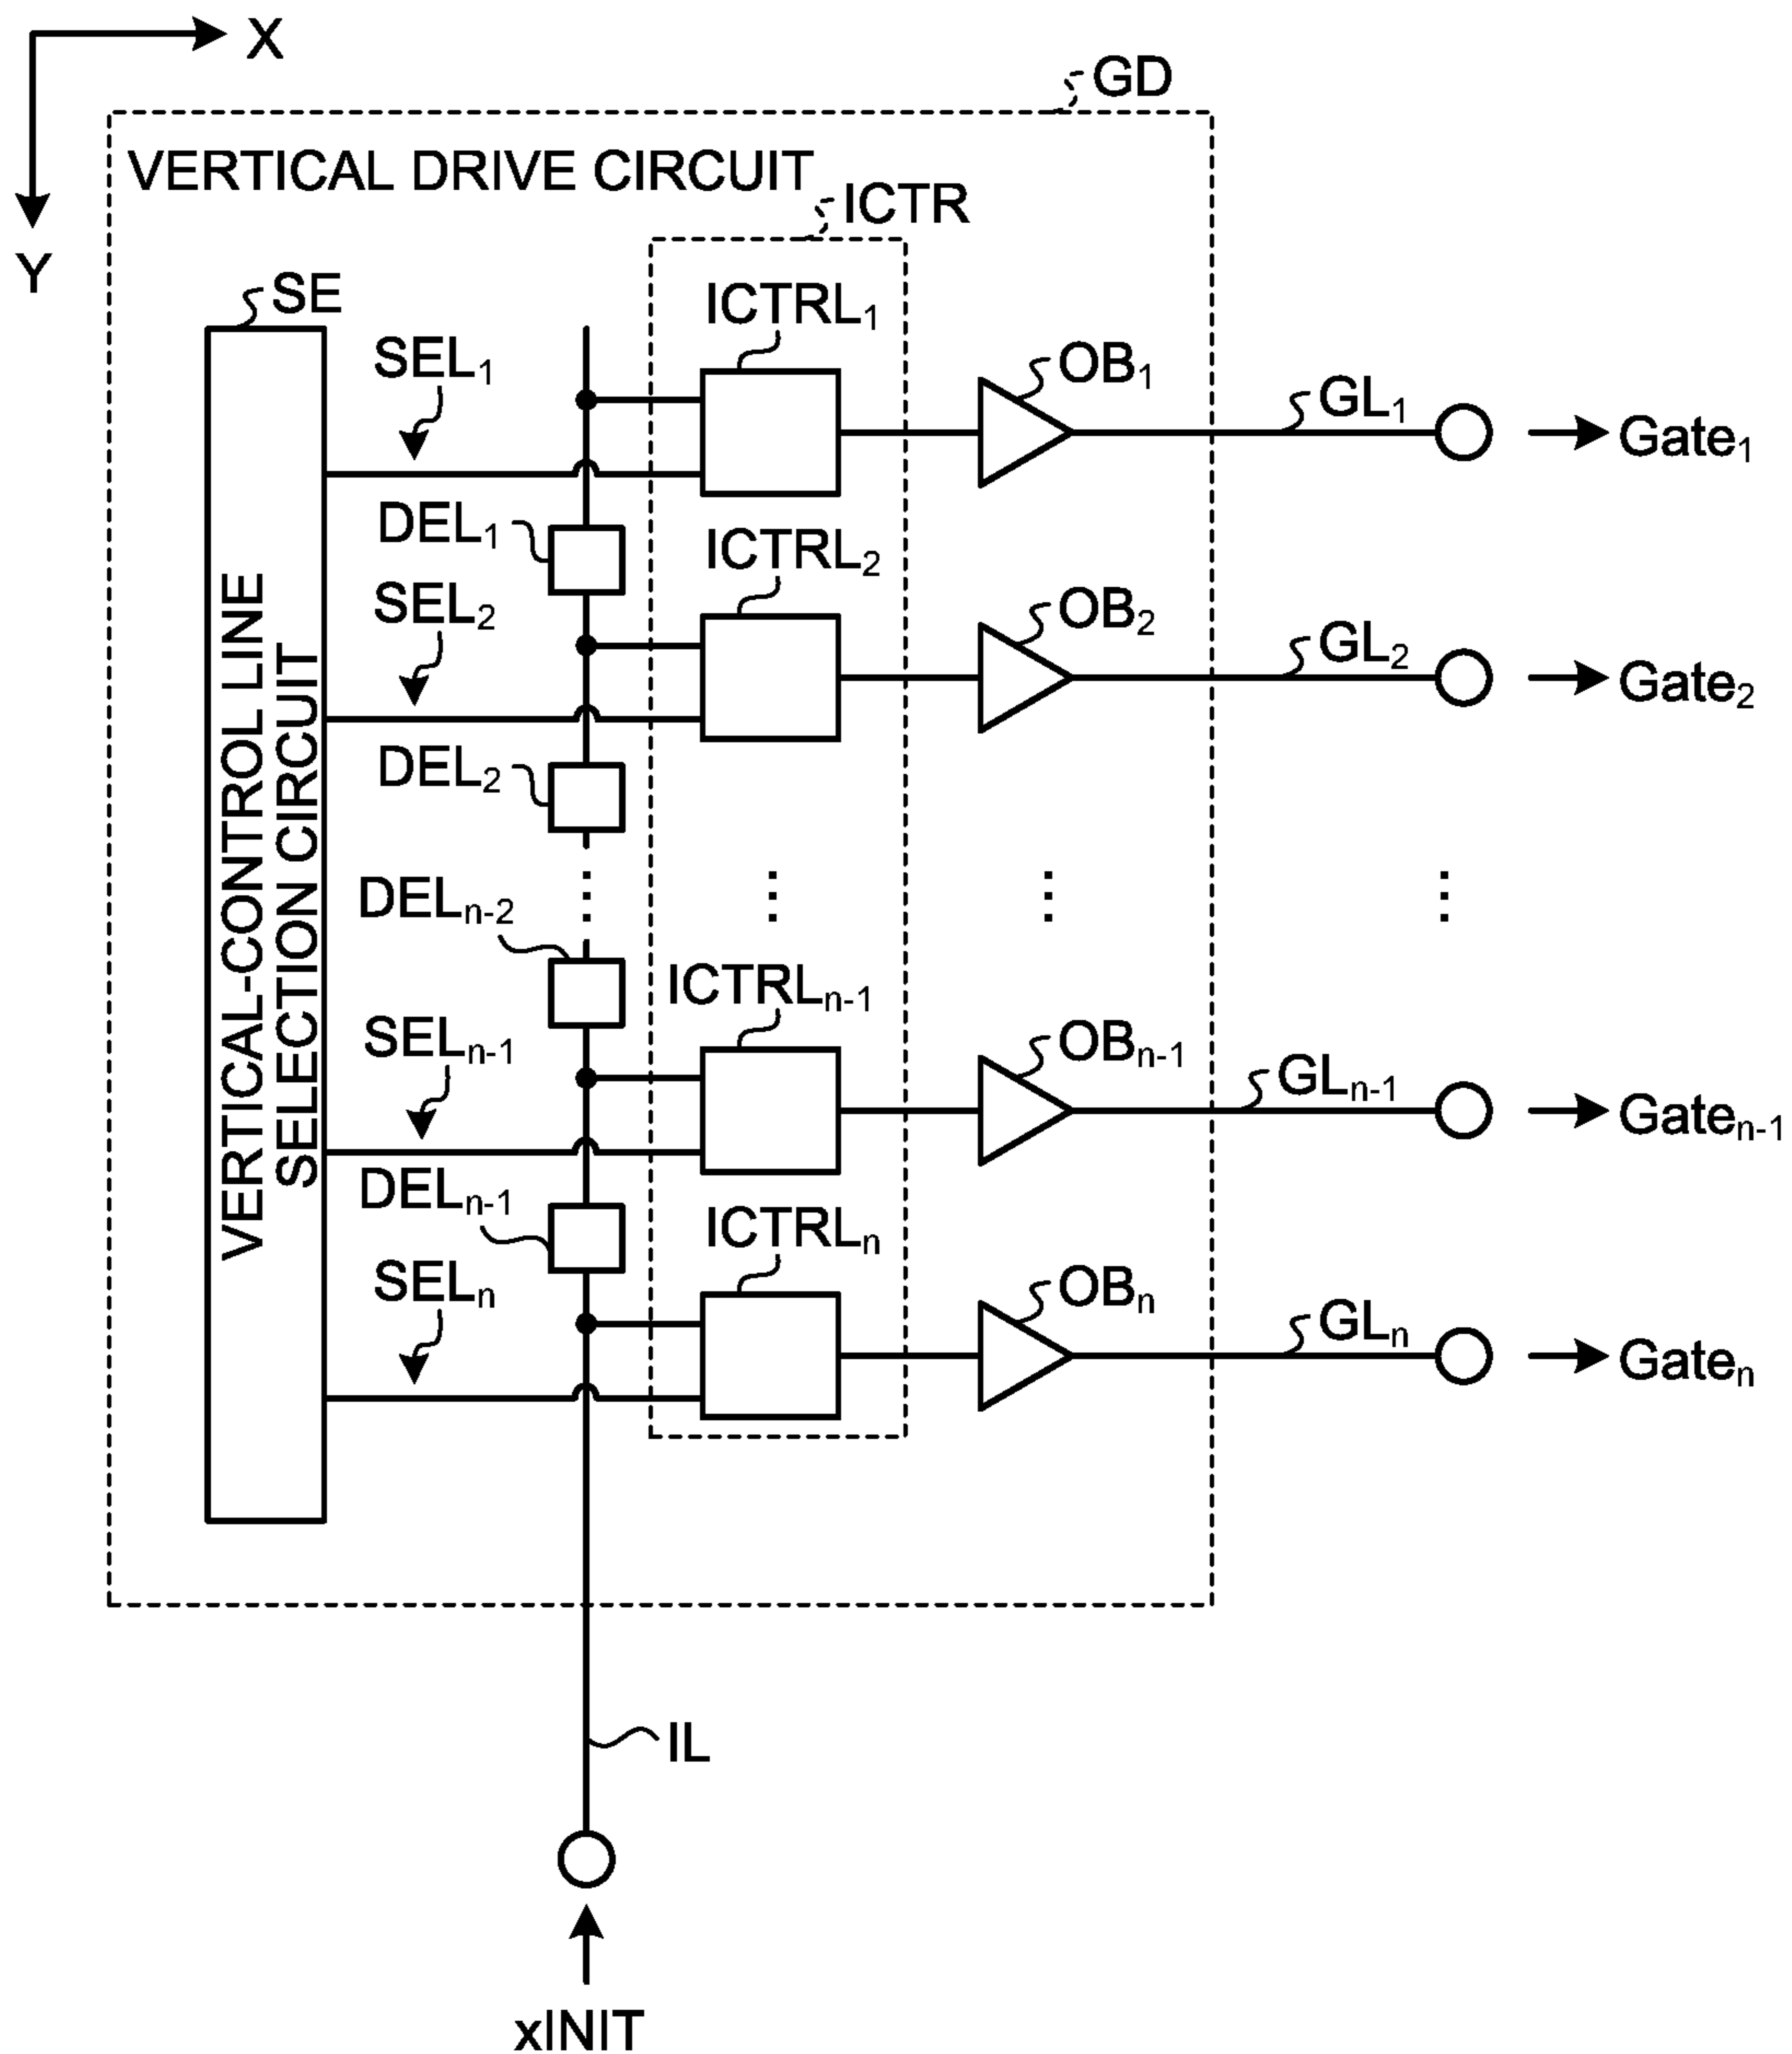 X
Y
GD
VERTICAL DRIVE CIRCUIT
ICTR
SE
VERTICAL-CONTROL LINE
SELECTION CIRCUIT
SEL1
ICTRL1
OB1
GL1
Gate1
DEL1
SEL2
ICTRL2
OB2
GL2
Gate2
DEL2
⋮ ⋮ ⋮ ⋮
DELn-2
SELn-1
ICTRLn-1
OBn-1
GLn-1
Gaten-1
DELn-1
SELn
ICTRLn
OBn
GLn
Gaten
IL
xINIT